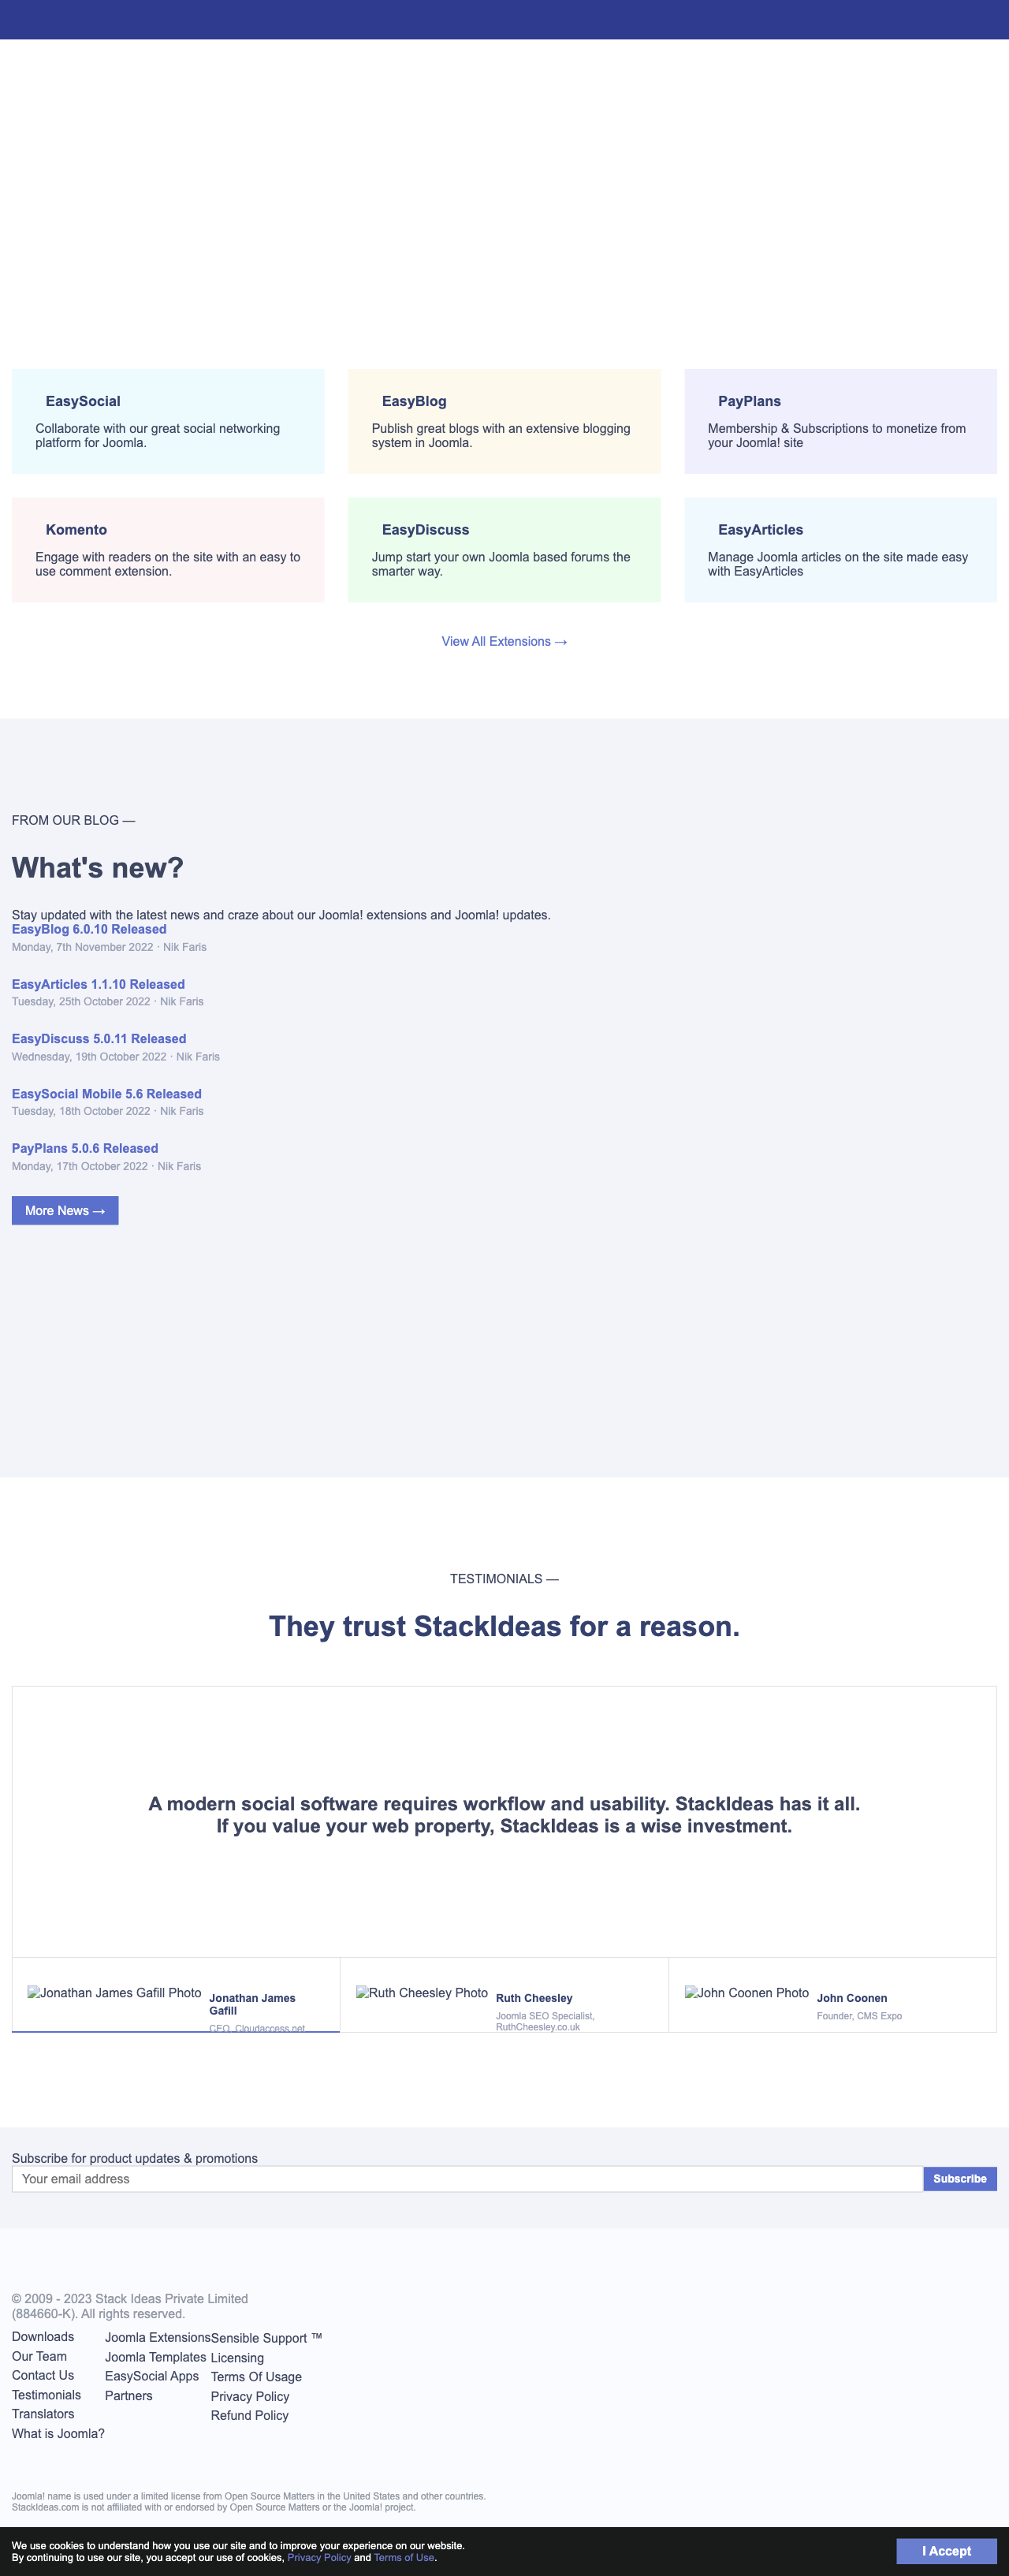 EasySocial
Collaborate with our great social networking
platform for Joomla.
EasyBlog
Publish great blogs with an extensive blogging
system in Joomla.
PayPlans
Membership & Subscriptions to monetize from
your Joomla! site
Komento
Engage with readers on the site with an easy to
use comment extension.
EasyDiscuss
Jump start your own Joomla based forums the
smarter way.
EasyArticles
Manage Joomla articles on the site made easy
with EasyArticles
View All Extensions →
FROM OUR BLOG —
What's new?
Stay updated with the latest news and craze about our Joomla! extensions and Joomla! updates.
EasyBlog 6.0.10 Released
Monday, 7th November 2022 · Nik Faris
EasyArticles 1.1.10 Released
Tuesday, 25th October 2022 · Nik Faris
EasyDiscuss 5.0.11 Released
Wednesday, 19th October 2022 · Nik Faris
EasySocial Mobile 5.6 Released
Tuesday, 18th October 2022 · Nik Faris
PayPlans 5.0.6 Released
Monday, 17th October 2022 · Nik Faris
More News →
TESTIMONIALS —
They trust StackIdeas for a reason.
A modern social software requires workflow and usability. StackIdeas has it all.
If you value your web property, StackIdeas is a wise investment.
Jonathan James Gafill Photo
Jonathan James
Gafill
CEO, Cloudaccess.net
Ruth Cheesley Photo
Ruth Cheesley
Joomla SEO Specialist,
RuthCheesley.co.uk
John Coonen Photo
John Coonen
Founder, CMS Expo
Subscribe for product updates & promotions
Your email address
Subscribe
© 2009 - 2023 Stack Ideas Private Limited
(884660-K). All rights reserved.
Downloads
Our Team
Contact Us
Testimonials
Translators
What is Joomla?
Joomla Extensions
Joomla Templates
EasySocial Apps
Partners
Sensible Support ™
Licensing
Terms Of Usage
Privacy Policy
Refund Policy
Joomla! name is used under a limited license from Open Source Matters in the United States and other countries.
StackIdeas.com is not affiliated with or endorsed by Open Source Matters or the Joomla! project.
We use cookies to understand how you use our site and to improve your experience on our website.
By continuing to use our site, you accept our use of cookies, Privacy Policy and Terms of Use.
I Accept